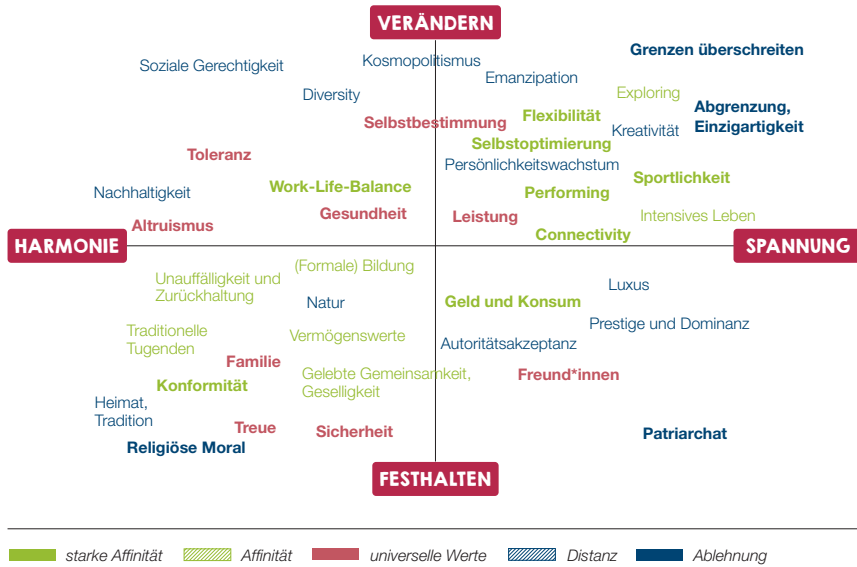 VERÄNDERN
Grenzen überschreiten
Soziale Gerechtigkeit
Kosmopolitismus
Emanzipation
Diversity
Exploring
Abgrenzung,
Einzigartigkeit
Selbstbestimmung
Flexibilität
Kreativität
Selbstoptimierung
Toleranz
Persönlichkeitswachstum
Sportlichkeit
Nachhaltigkeit
Work-Life-Balance
Performing
Altruismus
Gesundheit
Leistung
Intensives Leben
Connectivity
HARMONIE
SPANNUNG
(Formale) Bildung
Unauffälligkeit und
Zurückhaltung
Luxus
Natur
Geld und Konsum
Prestige und Dominanz
Traditionelle
Tugenden
Vermögenswerte
Autoritätsakzeptanz
Familie
Gelebte Gemeinsamkeit,
Geselligkeit
Freund*innen
Konformität
Heimat,
Tradition
Treue
Sicherheit
Patriarchat
Religiöse Moral
FESTHALTEN
starke Affinität
Affinität
universelle Werte
Distanz
Ablehnung